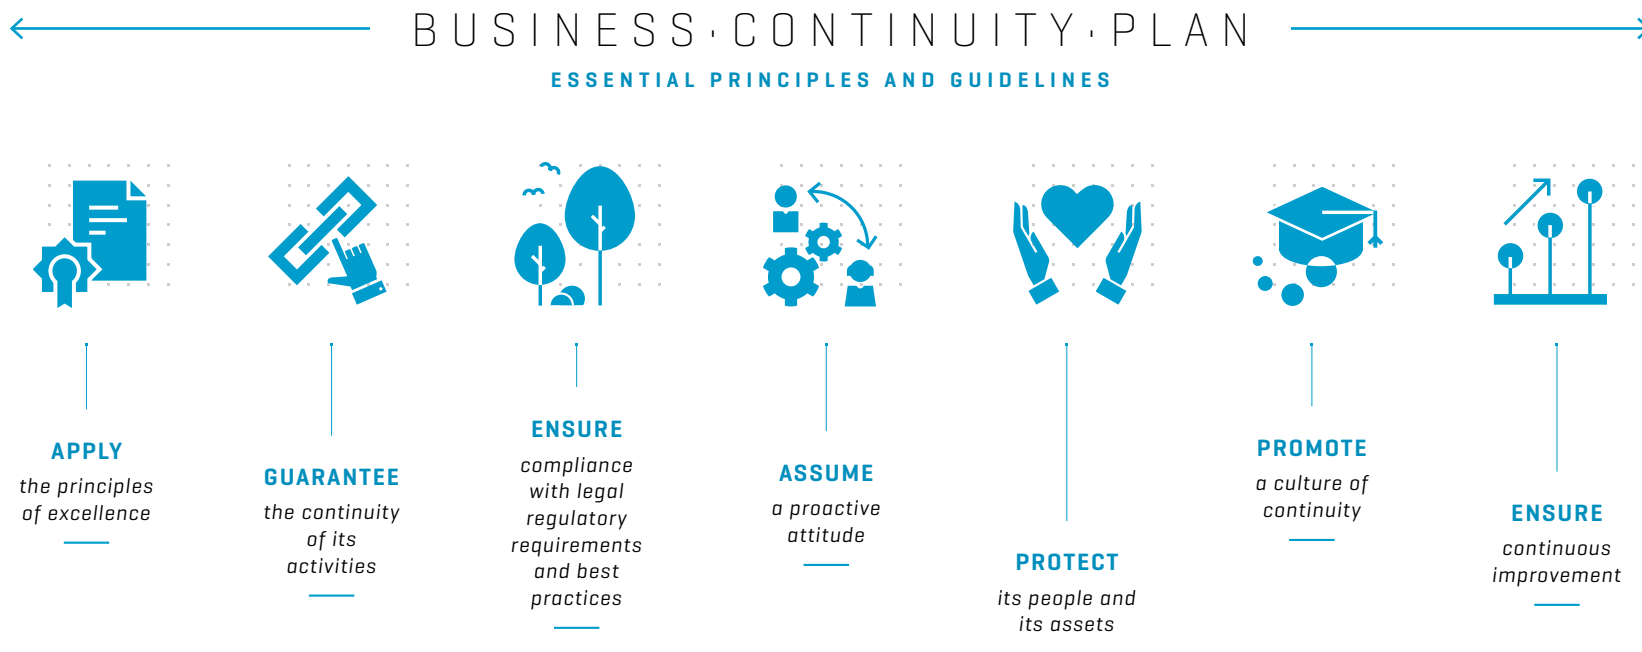 BUSINESS·CONTINUITY·PLAN
ESSENTIAL PRINCIPLES AND GUIDELINES
APPLY
the principles
of excellence
GUARANTEE
the continuity
of its
activities
ENSURE
compliance
with legal
regulatory
requirements
and best
practices
ASSUME
a proactive
attitude
PROTECT
its people and
its assets
PROMOTE
a culture of
continuity
ENSURE
continuous
improvement